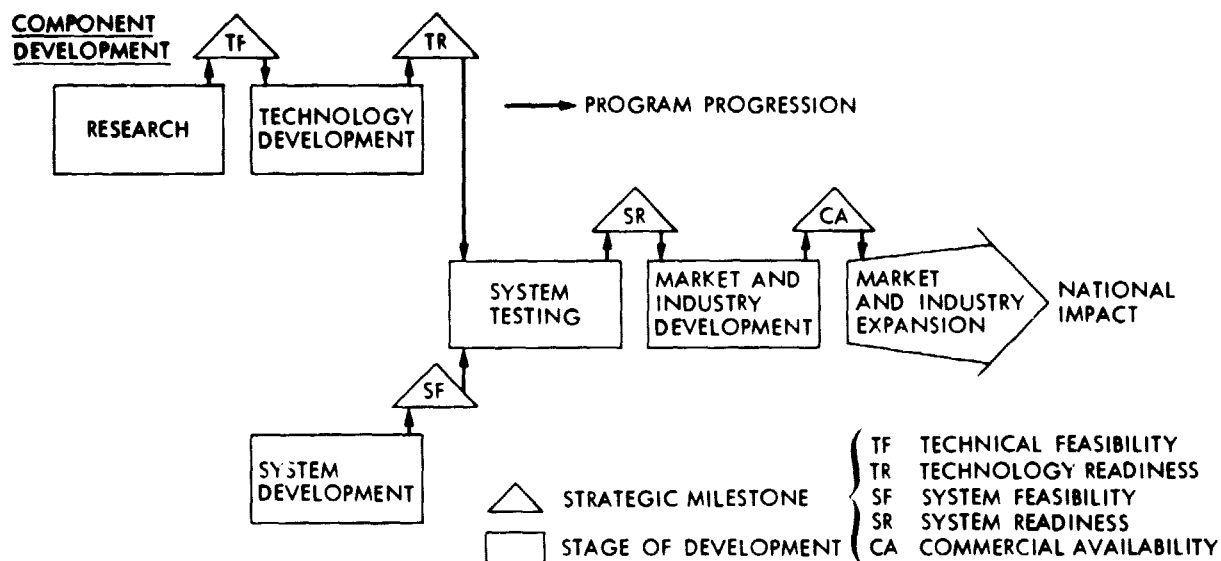 COMPONENT
DEVELOPMENT
TF
TR
RESEARCH
TECHNOLOGY
DEVELOPMENT
PROGRAM PROGRESSION
SR
CA
SYSTEM
TESTING
MARKET AND
INDUSTRY
DEVELOPMENT
MARKET
AND INDUSTRY
EXPANSION
NATIONAL
IMPACT
SF
SYSTEM
DEVELOPMENT
STRATEGIC MILESTONE
STAGE OF DEVELOPMENT
TF TECHNICAL FEASIBILITY
TR TECHNOLOGY READINESS
SF SYSTEM FEASIBILITY
SR SYSTEM READINESS
CA COMMERCIAL AVAILABILITY